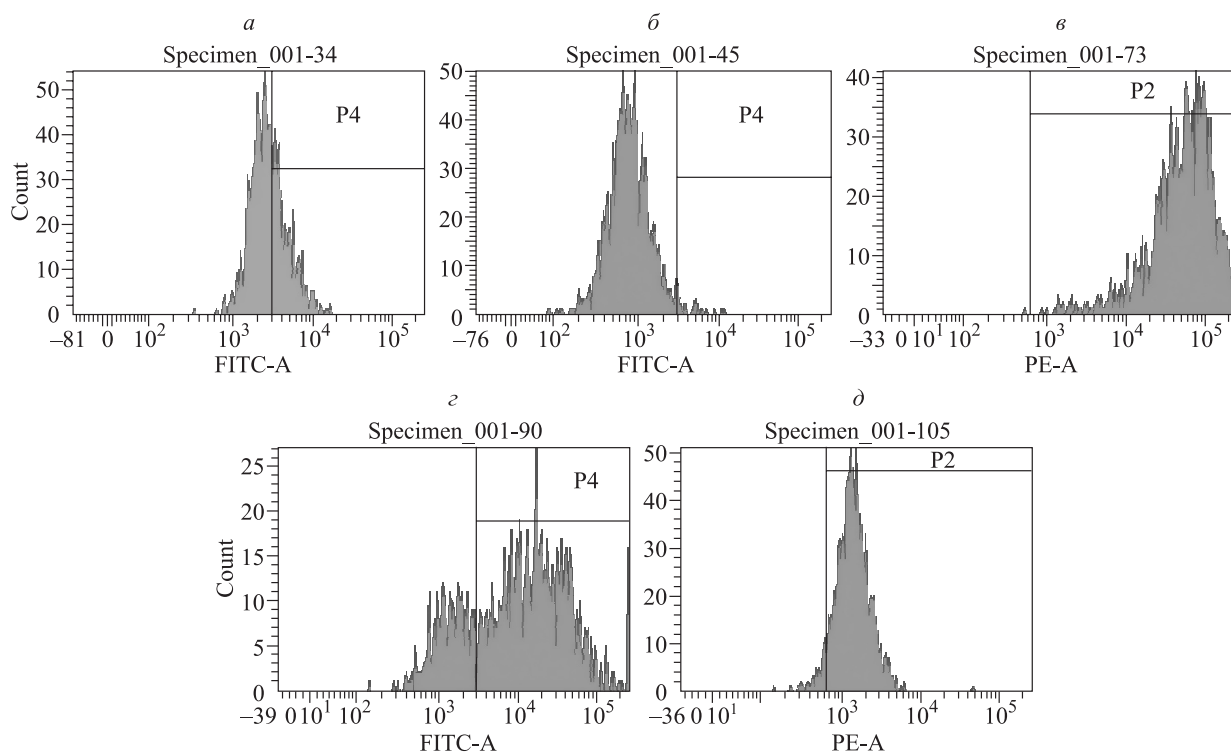 а б в
Specimen_001-34 Specimen_001-45 Specimen_001-73
50 50 40
P4 P4 P2
40 40
30 30 30
Count
20 20 20
10 10 10
0 0 0
–81 0 10² 10³ 10⁴ 10⁵ –76 0 10² 10³ 10⁴ 10⁵ –33 0 10¹ 10² 10³ 10⁴ 10⁵
FITC-A FITC-A PE-A
г д
Specimen_001-90 Specimen_001-105
25 50
P4 P2
20 40
15 30
Count
10 20
5 10
0 0
–39 0 10¹ 10² 10³ 10⁴ 10⁵ –36 0 10¹ 10³ 10⁴ 10⁵
FITC-A PE-A